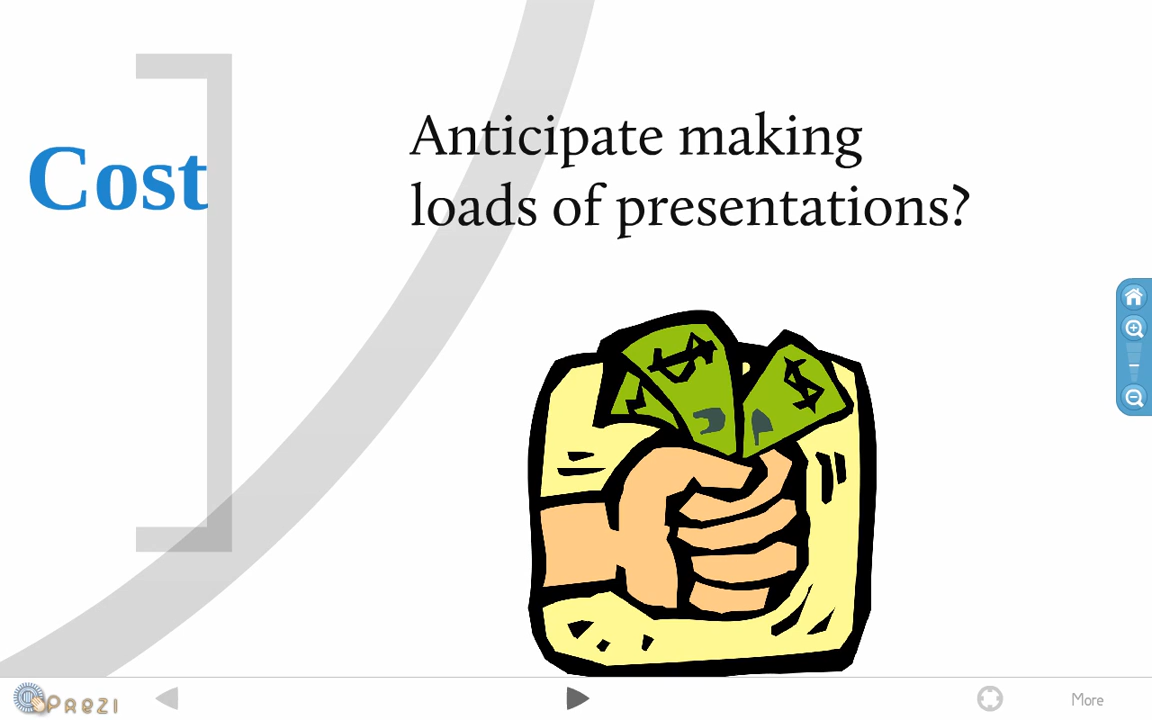 Cost
Anticipate making
loads of presentations?
$
$
PREZI
More